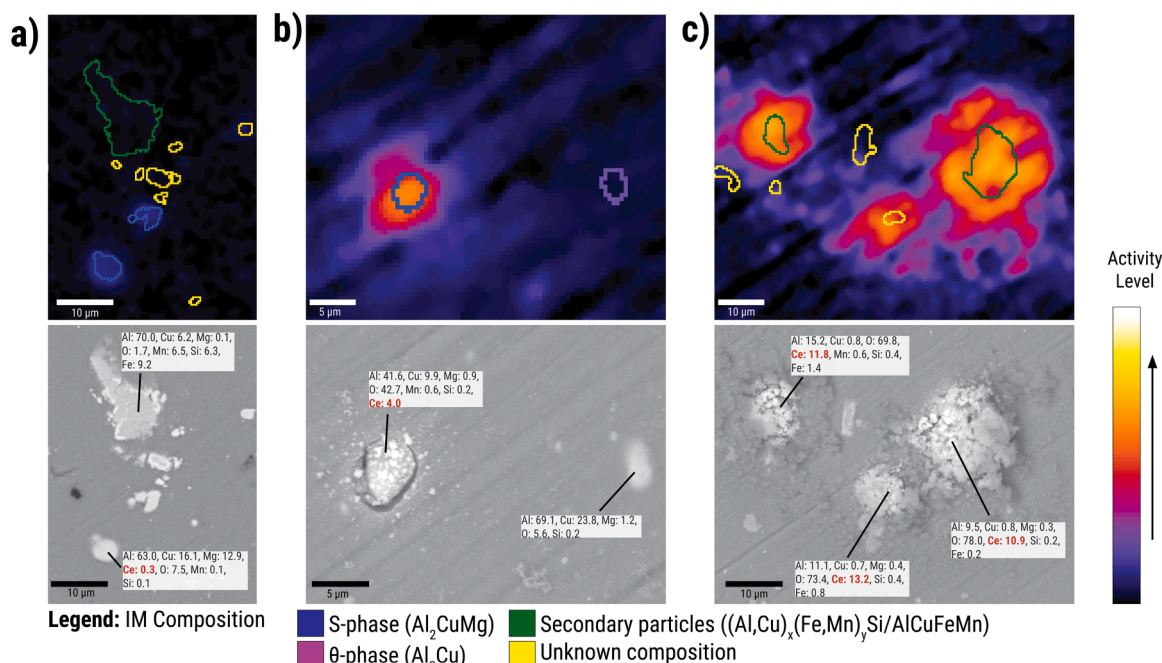 a)
b)
c)
10 µm
5 µm
10 µm
Activity
Level
Al: 70.0, Cu: 6.2, Mg: 0.1,
O: 1.7, Mn: 6.5, Si: 6.3,
Fe: 9.2
Al: 63.0, Cu: 16.1, Mg: 12.9,
Ce: 0.3, O: 7.5, Mn: 0.1,
Si: 0.1
10 µm
Al: 41.6, Cu: 9.9, Mg: 0.9,
O: 42.7, Mn: 0.6, Si: 0.2,
Ce: 4.0
Al: 69.1, Cu: 23.8, Mg: 1.2,
O: 5.6, Si: 0.2
5 µm
Al: 15.2, Cu: 0.8, O: 69.8,
Ce: 11.8, Mn: 0.6, Si: 0.4,
Fe: 1.4
Al: 9.5, Cu: 0.8, Mg: 0.3,
O: 78.0, Ce: 10.9, Si: 0.2,
Fe: 0.2
Al: 11.1, Cu: 0.7, Mg: 0.4,
O: 73.4, Ce: 13.2, Si: 0.4,
Fe: 0.8
10 µm
Legend: IM Composition
S-phase (Al₂CuMg)
Secondary particles ((Al,Cu)ₓ(Fe,Mn)ᵧSi/AlCuFeMn)
θ-phase (Al₂Cu)
Unknown composition